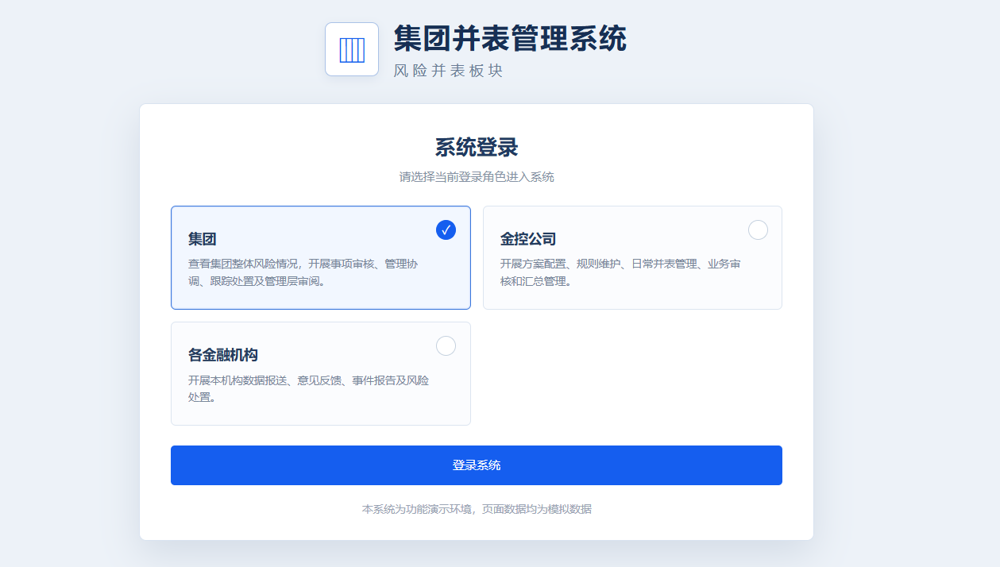 集团并表管理系统
风险并表板块
系统登录
请选择当前登录角色进入系统
集团
查看集团整体风险情况，开展事项审核、管理协
调、跟踪处置及管理层审阅。
金控公司
开展方案配置、规则维护、日常并表管理、业务审
核和汇总管理。
各金融机构
开展本机构数据报送、意见反馈、事件报告及风险
处置。
登录系统
本系统为功能演示环境，页面数据均为模拟数据